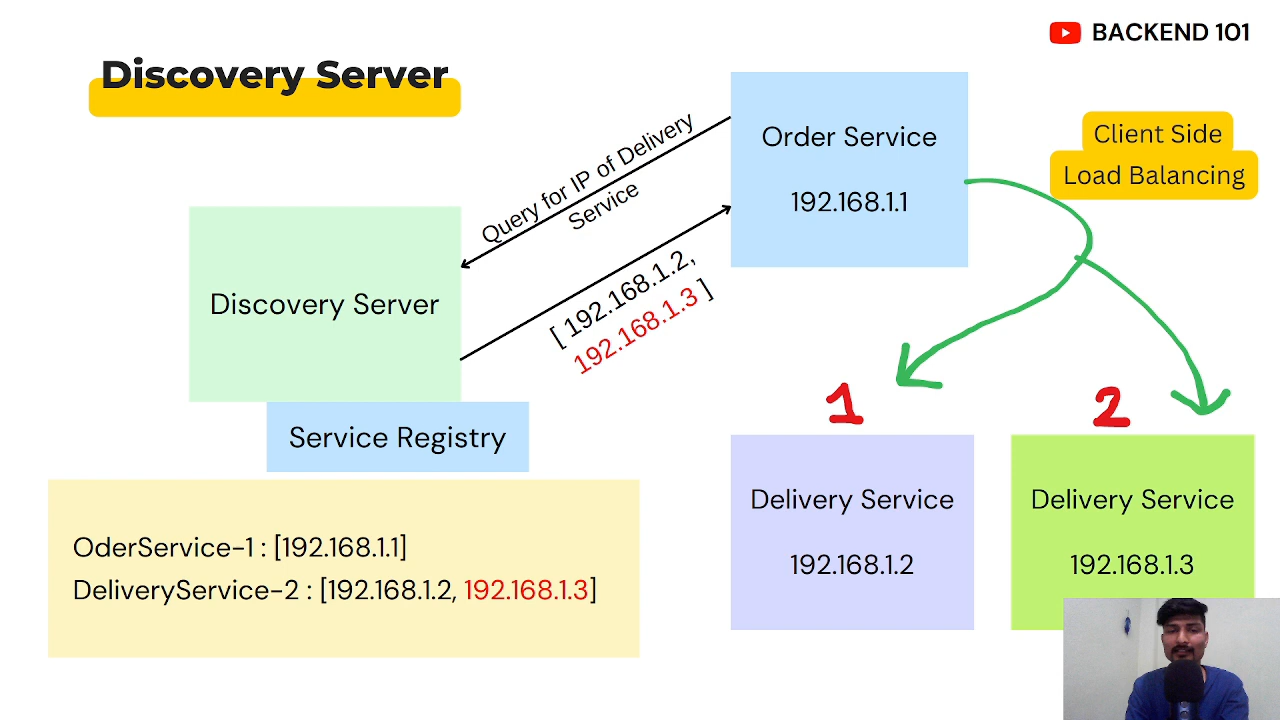 BACKEND 101
Discovery Server
Order Service
192.168.1.1
Client Side
Load Balancing
Query for IP of Delivery
Service
[ 192.168.1.2,
192.168.1.3 ]
Discovery Server
Service Registry
OderService-1 : [192.168.1.1]
DeliveryService-2 : [192.168.1.2, 192.168.1.3]
1
2
Delivery Service
192.168.1.2
Delivery Service
192.168.1.3